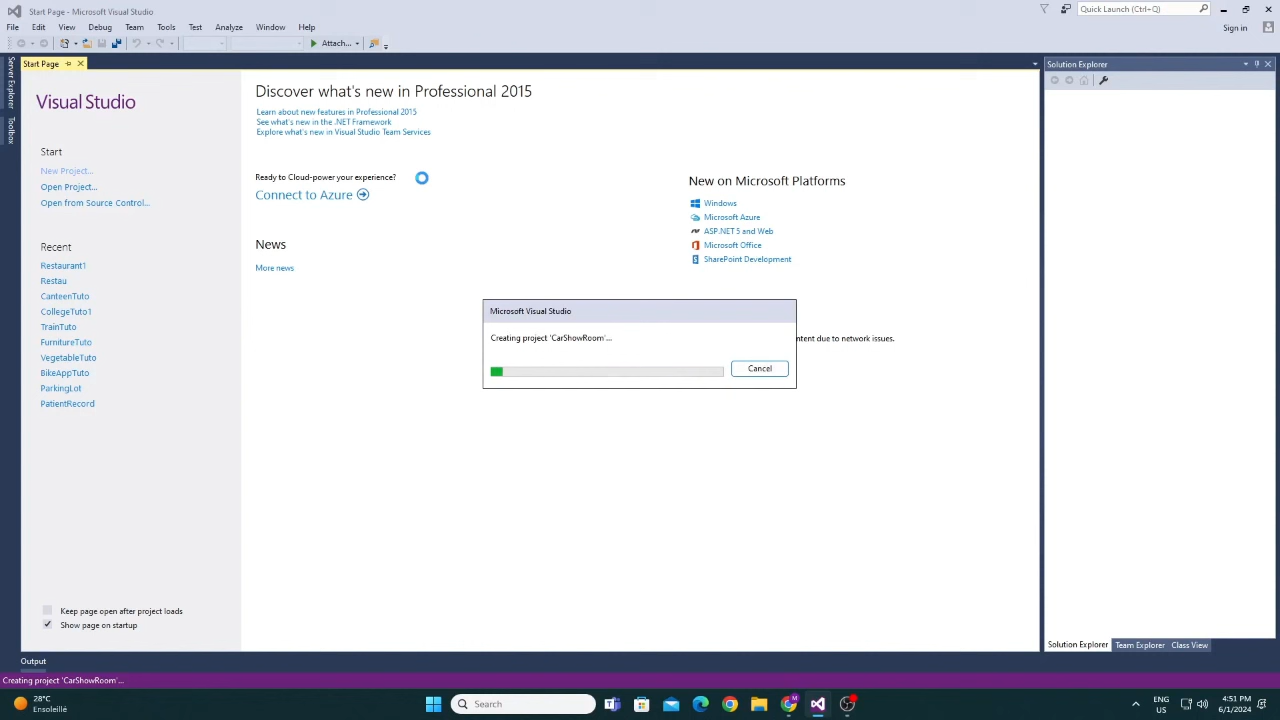 Start Page - Microsoft Visual Studio
Quick Launch (Ctrl+Q)
File Edit View Debug Team Tools Test Analyze Window Help
Sign in
Attach...
Server Explorer
Toolbox
Start Page
Solution Explorer
Visual Studio
Start
New Project...
Open Project...
Open from Source Control...
Recent
Restaurant1
Restau
CanteenTuto
CollegeTuto1
TrainTuto
FurnitureTuto
VegetableTuto
BikeAppTuto
ParkingLot
PatientRecord
Keep page open after project loads
Show page on startup
Discover what's new in Professional 2015
Learn about new features in Professional 2015
See what's new in the .NET Framework
Explore what's new in Visual Studio Team Services
Ready to Cloud-power your experience?
Connect to Azure
News
More news
New on Microsoft Platforms
Windows
Microsoft Azure
ASP.NET 5 and Web
Microsoft Office
SharePoint Development
Microsoft Visual Studio
Creating project 'CarShowRoom'...
Cancel
ntent due to network issues.
Solution Explorer Team Explorer Class View
Output
Creating project 'CarShowRoom'...
28°C
Ensoleillé
Search
ENG
US
4:51 PM
6/1/2024